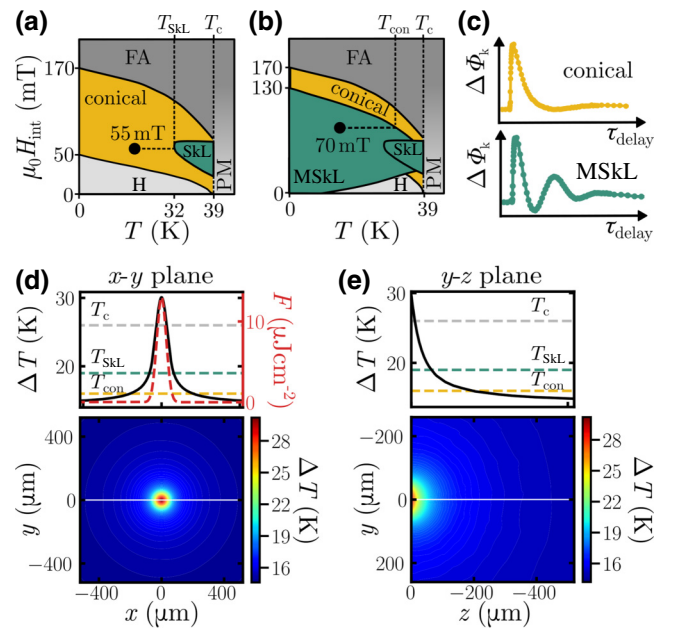 (a) T_SkL T_c (b) T_con T_c (c)
FA
170
conical
55 mT
SkL
50
H
PM
0
0 32 39
μ₀H_int (mT)
T (K)
FA
170
130
conical
70 mT
SkL
MSkL
H
PM
0
0 39
T (K)
ΔΦ_k
conical
τ_delay
ΔΦ_k
MSkL
τ_delay
(d) x-y plane
30
20
ΔT (K)
T_c
T_SkL
T_con
10
0
F (μJcm⁻²)
400
0
−400
y (μm)
−400 0 400
x (μm)
28
25
22
19
16
ΔT (K)
(e) y-z plane
30
20
ΔT (K)
T_c
T_SkL
T_con
−200
0
200
y (μm)
0 −200 −400
z (μm)
28
25
22
19
16
ΔT (K)